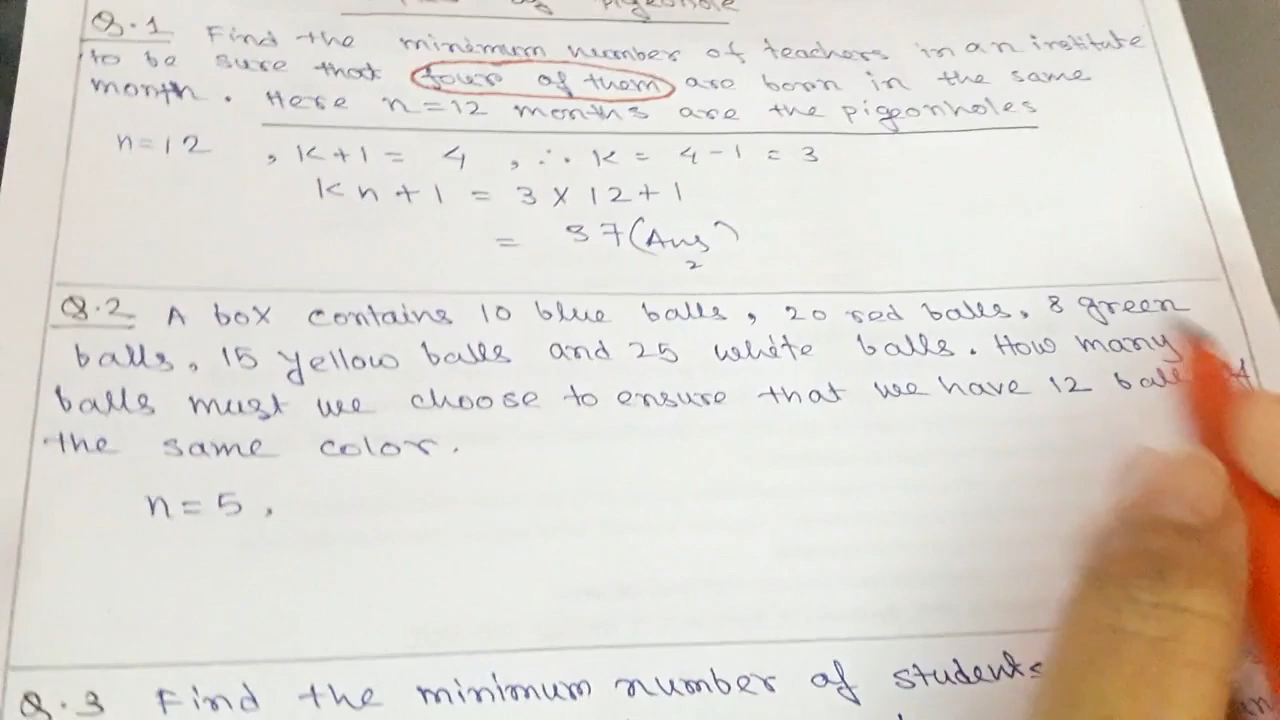 of pigeonhole
Q.1 Find the minimum number of teachers in an institute
to be sure that four of them are born in the same
month. Here n=12 months are the pigeonholes
n=12 , K+1 = 4 , ∴ K = 4-1 = 3
Kn+1 = 3 X 12+1
= 37 (Ans)
Q.2 A box contains 10 blue balls, 20 red balls, 8 green
balls, 15 yellow balls and 25 white balls. How many
balls must we choose to ensure that we have 12 of
the same color.
n=5,
Q.3 Find the minimum number of students